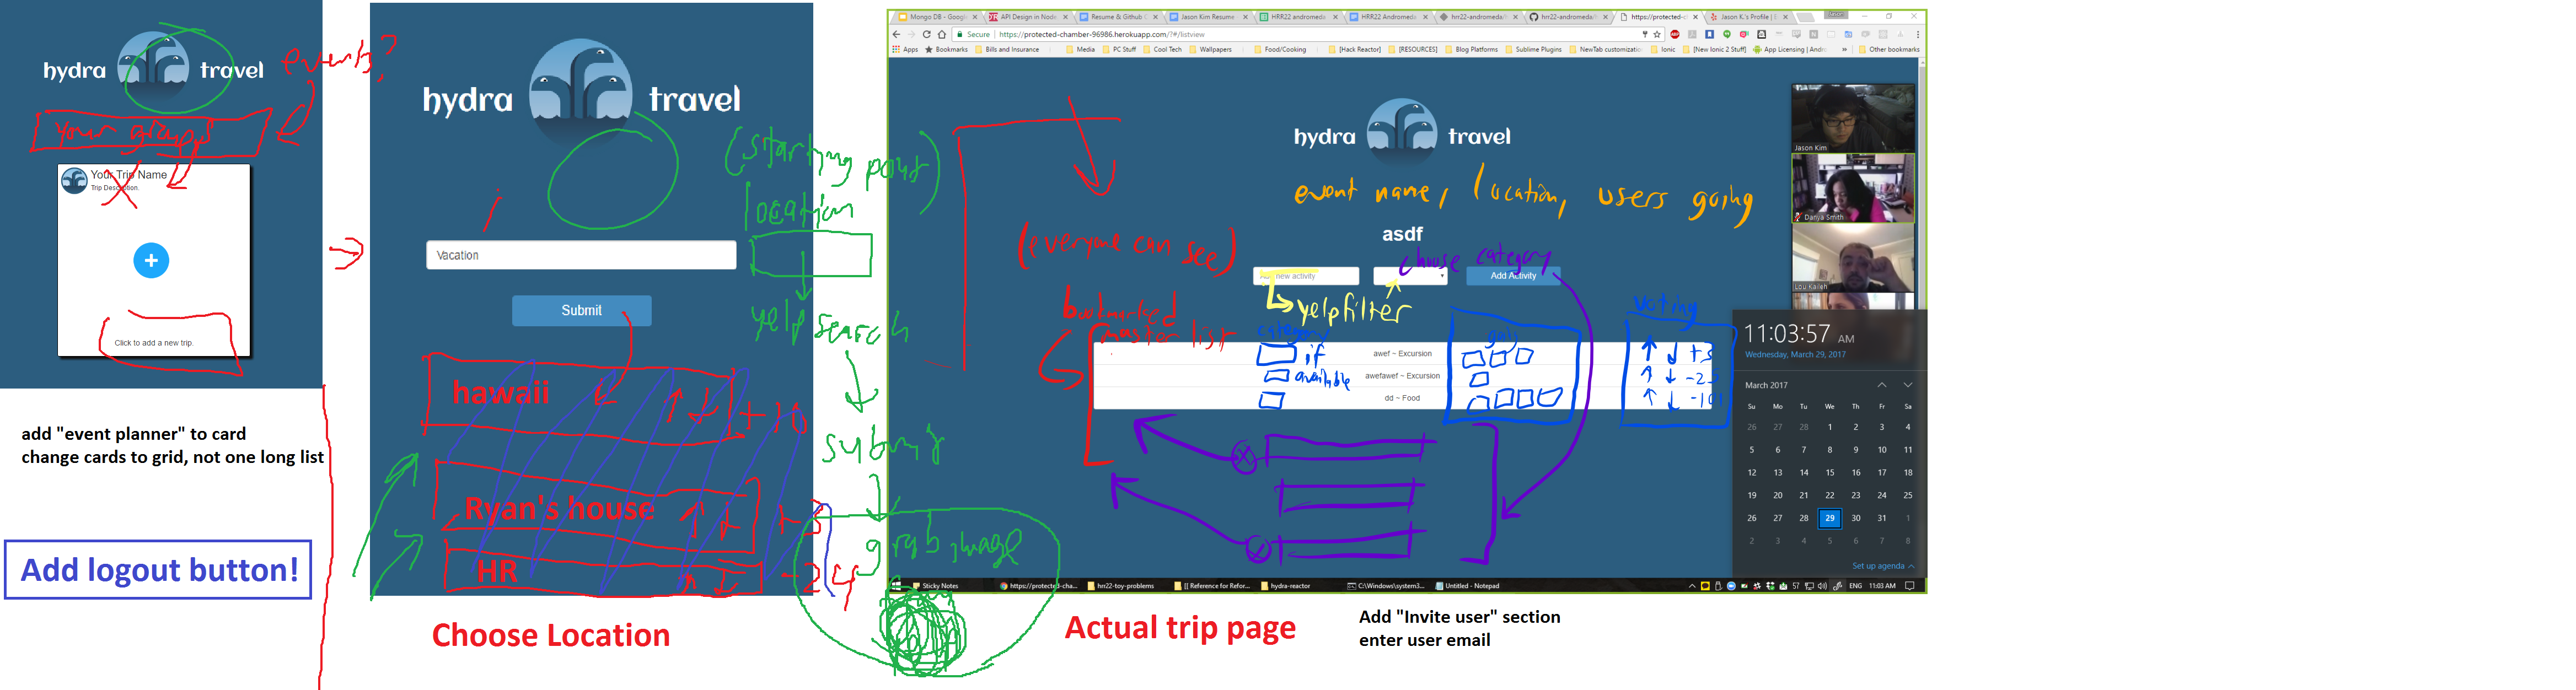 hydra travel
events?
your groups
Your Trip Name
Trip Description.
+
Click to add a new trip.
add "event planner" to card
change cards to grid, not one long list
Add logout button!
hydra travel
Vacation
Submit
hawaii
+10
Ryan's house
HR
Choose Location
(starting point)
location
yelp search
submit
grab image
Mongo DB - Google
API Design in Node
Resume & Github
Jason Kim Resume
HRR22 andromeda
HRR22 Andromeda
hrr22-andromeda/
hrr22-andromeda/
https://protected-c
Jason K.'s Profile | E
Secure https://protected-chamber-96986.herokuapp.com/?#/listview
Apps Bookmarks Bills and Insurance Media PC Stuff Cool Tech Wallpapers Food/Cooking [Hack Reactor] [RESOURCES] Blog Platforms Sublime Plugins NewTab customizatio Ionic [New Ionic 2 Stuff] App Licensing | Andr » Other bookmarks
hydra travel
event name, location, users going
(everyone can see)
asdf
new activity
choose category
Add Activity
yelp filter
bookmarked
master list
category
if
available
voting
awef ~ Excursion
+3
awefawef ~ Excursion
dd ~ Food
Jason Kim
Danya Smith
Lou Kalleh
11:03:57 AM
Wednesday, March 29, 2017
March 2017
Su Mo Tu We Th Fr Sa
26 27 28 1 2 3 4
5 6 7 8 9 10 11
12 13 14 15 16 17 18
19 20 21 22 23 24 25
26 27 28 29 30 31 1
2 3 4 5 6 7 8
Set up agenda
Sticky Notes
https://protected-cha...
hrr22-toy-problems
[[ Reference for Refor...
hydra-reactor
C:\Windows\system3...
Untitled - Notepad
57
ENG 11:03 AM
Actual trip page
Add "Invite user" section
enter user email